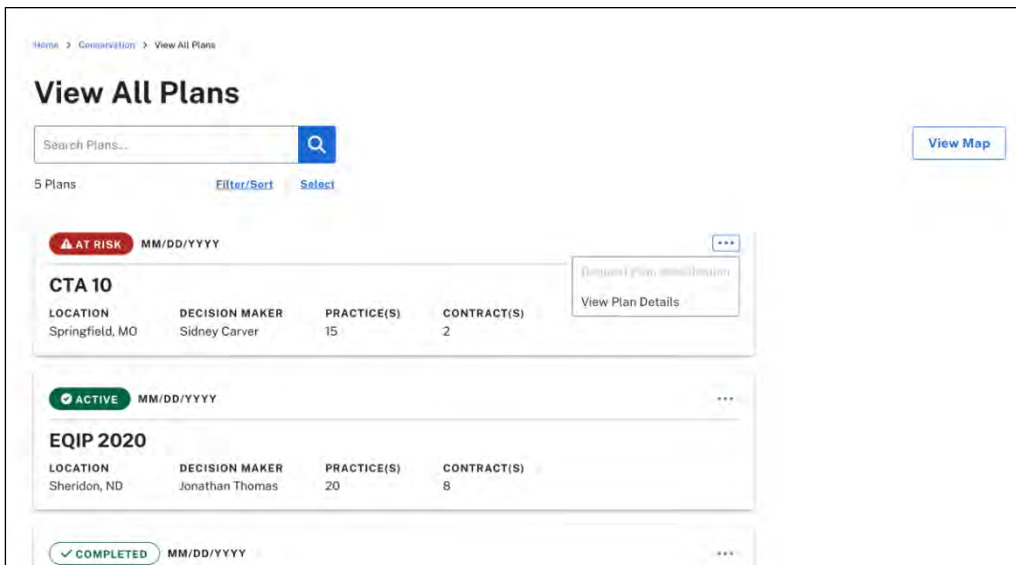 Home > Conservation > View All Plans
View All Plans
Search Plans...
View Map
5 Plans Filter/Sort Select
AT RISK MM/DD/YYYY
CTA 10
Request Plan Modification
View Plan Details
LOCATION DECISION MAKER PRACTICE(S) CONTRACT(S)
Springfield, MO Sidney Carver 15 2
ACTIVE MM/DD/YYYY
EQIP 2020
LOCATION DECISION MAKER PRACTICE(S) CONTRACT(S)
Sheridon, ND Jonathan Thomas 20 8
COMPLETED MM/DD/YYYY